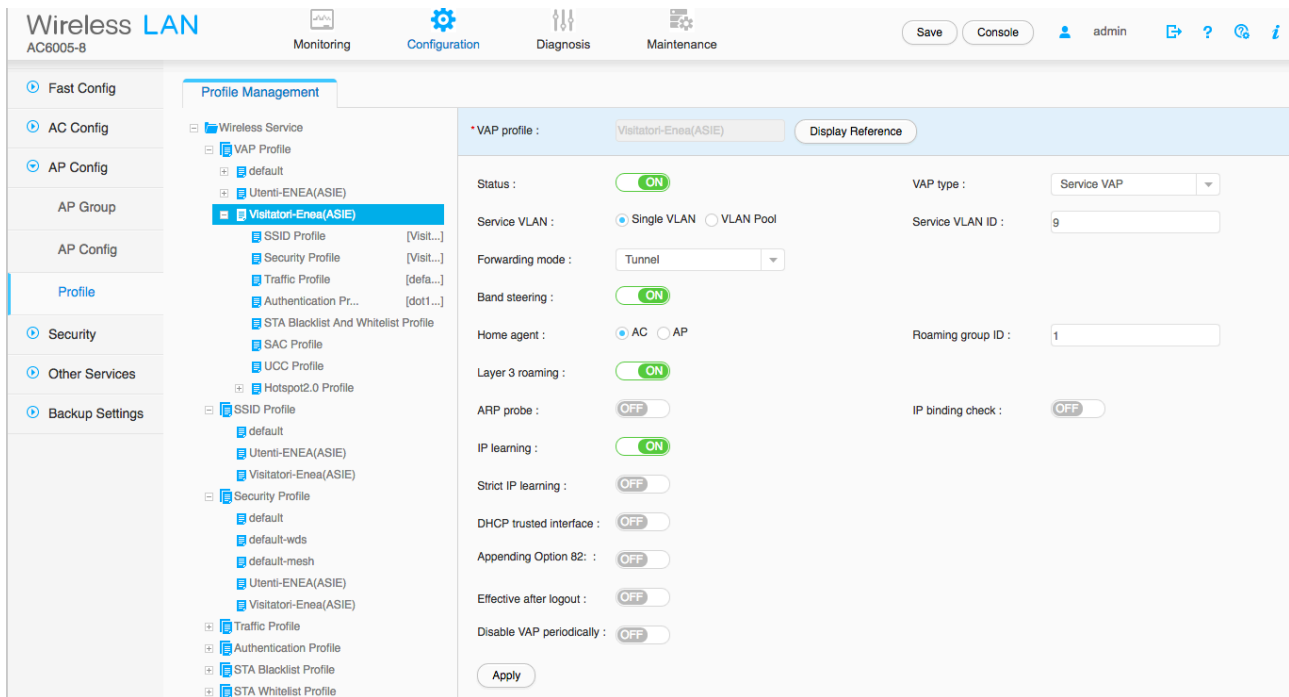 Wireless LAN
AC6005-8
Monitoring
Configuration
Diagnosis
Maintenance
Save
Console
admin
Fast Config
AC Config
AP Config
AP Group
AP Config
Profile
Security
Other Services
Backup Settings
Profile Management
Wireless Service
VAP Profile
default
Utenti-ENEA(ASIE)
Visitatori-Enea(ASIE)
SSID Profile [Visit...]
Security Profile [Visit...]
Traffic Profile [defa...]
Authentication Pr... [dot1...]
STA Blacklist And Whitelist Profile
SAC Profile
UCC Profile
Hotspot2.0 Profile
SSID Profile
default
Utenti-ENEA(ASIE)
Visitatori-Enea(ASIE)
Security Profile
default
default-wds
default-mesh
Utenti-ENEA(ASIE)
Visitatori-Enea(ASIE)
Traffic Profile
Authentication Profile
STA Blacklist Profile
STA Whitelist Profile
* VAP profile : Visitatori-Enea(ASIE) Display Reference
Status : ON VAP type : Service VAP
Service VLAN : Single VLAN VLAN Pool Service VLAN ID : 9
Forwarding mode : Tunnel
Band steering : ON
Home agent : AC AP Roaming group ID : 1
Layer 3 roaming : ON
ARP probe : OFF IP binding check : OFF
IP learning : ON
Strict IP learning : OFF
DHCP trusted interface : OFF
Appending Option 82: : OFF
Effective after logout : OFF
Disable VAP periodically : OFF
Apply